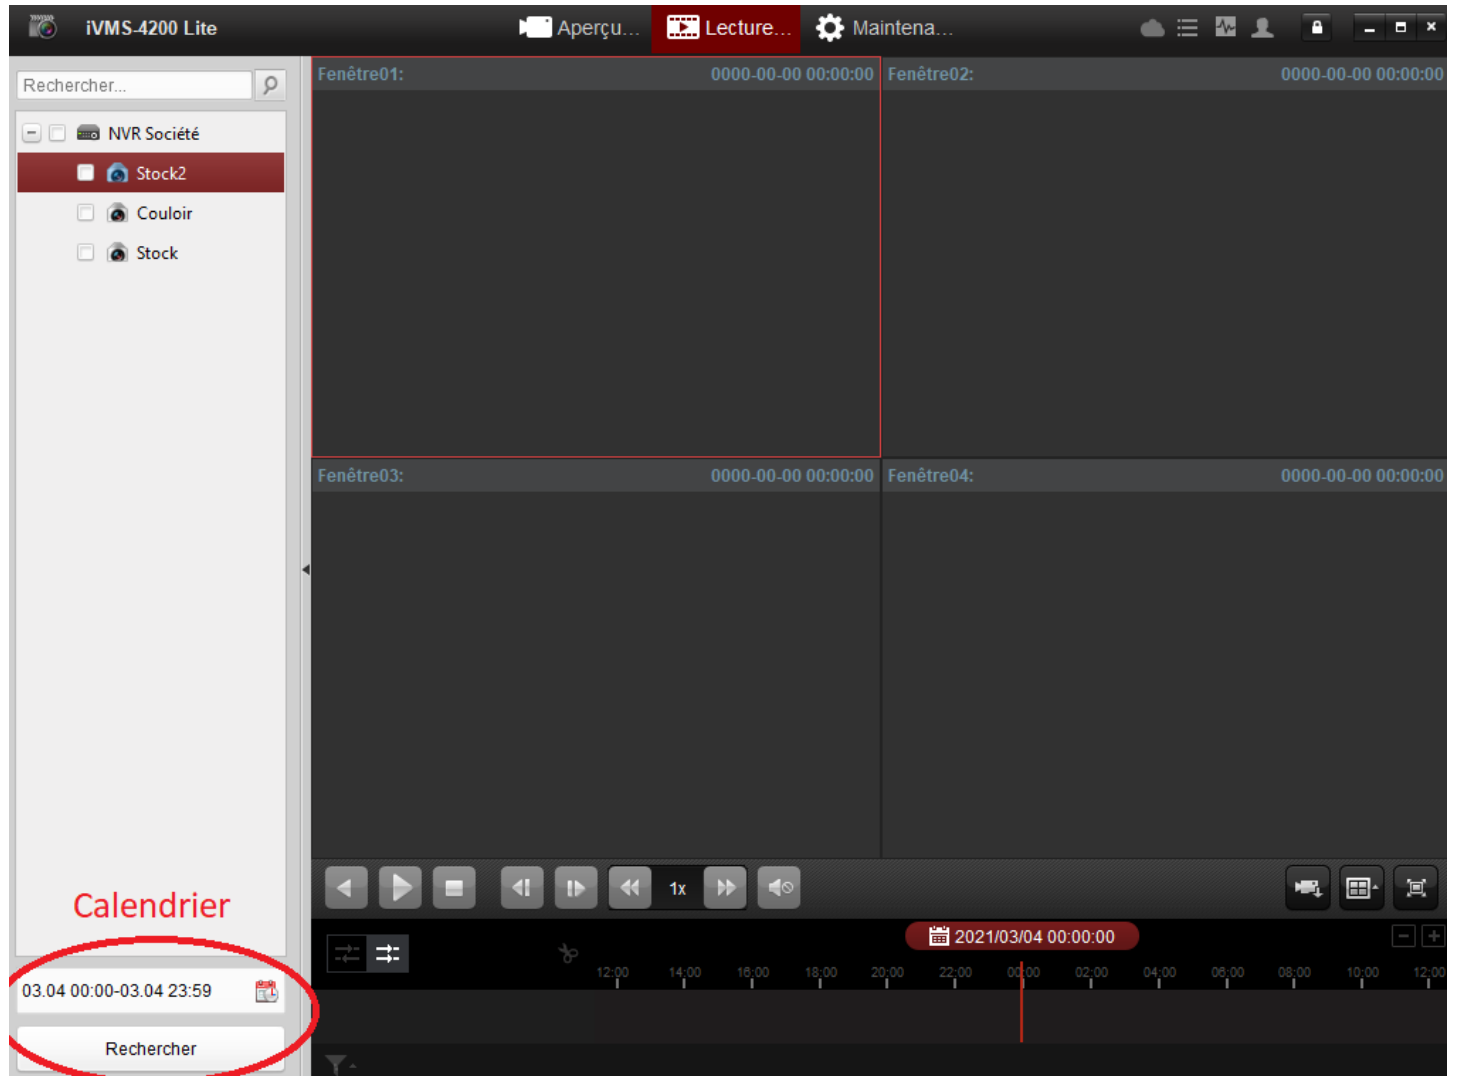 iVMS-4200 Lite
Aperçu...
Lecture...
Maintena...
Rechercher...
NVR Société
Stock2
Couloir
Stock
Fenêtre01: 0000-00-00 00:00:00
Fenêtre02: 0000-00-00 00:00:00
Fenêtre03: 0000-00-00 00:00:00
Fenêtre04: 0000-00-00 00:00:00
Calendrier
03.04 00:00-03.04 23:59
Rechercher
1x
2021/03/04 00:00:00
12:00 14:00 16:00 18:00 20:00 22:00 00:00 02:00 04:00 06:00 08:00 10:00 12:00